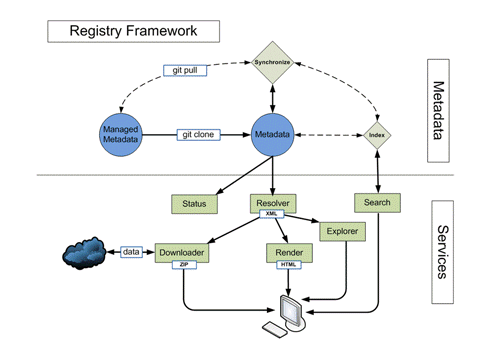 Registry Framework
Synchronize
git pull
Managed
Metadata
git clone
Metadata
Index
Metadata
Status
Resolver
XML
Search
Explorer
data
Downloader
ZIP
Render
HTML
Services